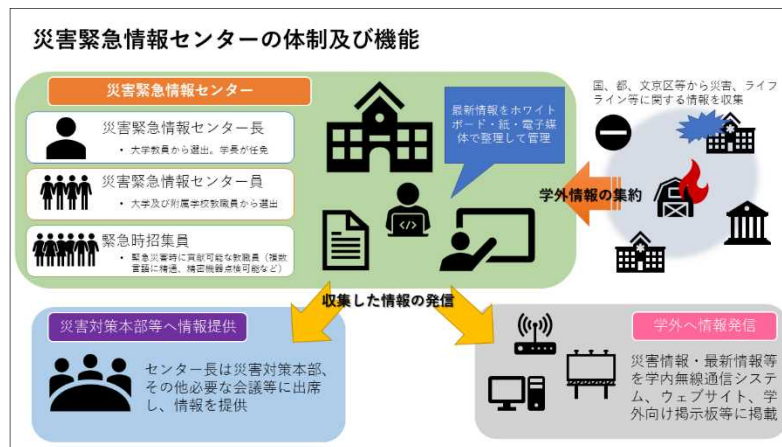 災害緊急情報センターの体制及び機能
災害緊急情報センター
災害緊急情報センター長
• 大学教員から選出。学長が任免
災害緊急情報センター員
• 大学及び附属学校教職員から選出
緊急時招集員
• 緊急災害時に貢献可能な教職員（複数
言語に精通、精密機器点検可能など）
最新情報をホワイト
ボード・紙・電子媒
体で整理して管理
</>
国、都、文京区等から災害、ライフ
ライン等に関する情報を収集
学外情報の集約
収集した情報の発信
災害対策本部等へ情報提供
センター長は災害対策本部、
その他必要な会議等に出席
し、情報を提供
学外へ情報発信
災害情報・最新情報等
を学内無線通信システ
ム、ウェブサイト、学
外向け掲示板等に掲載